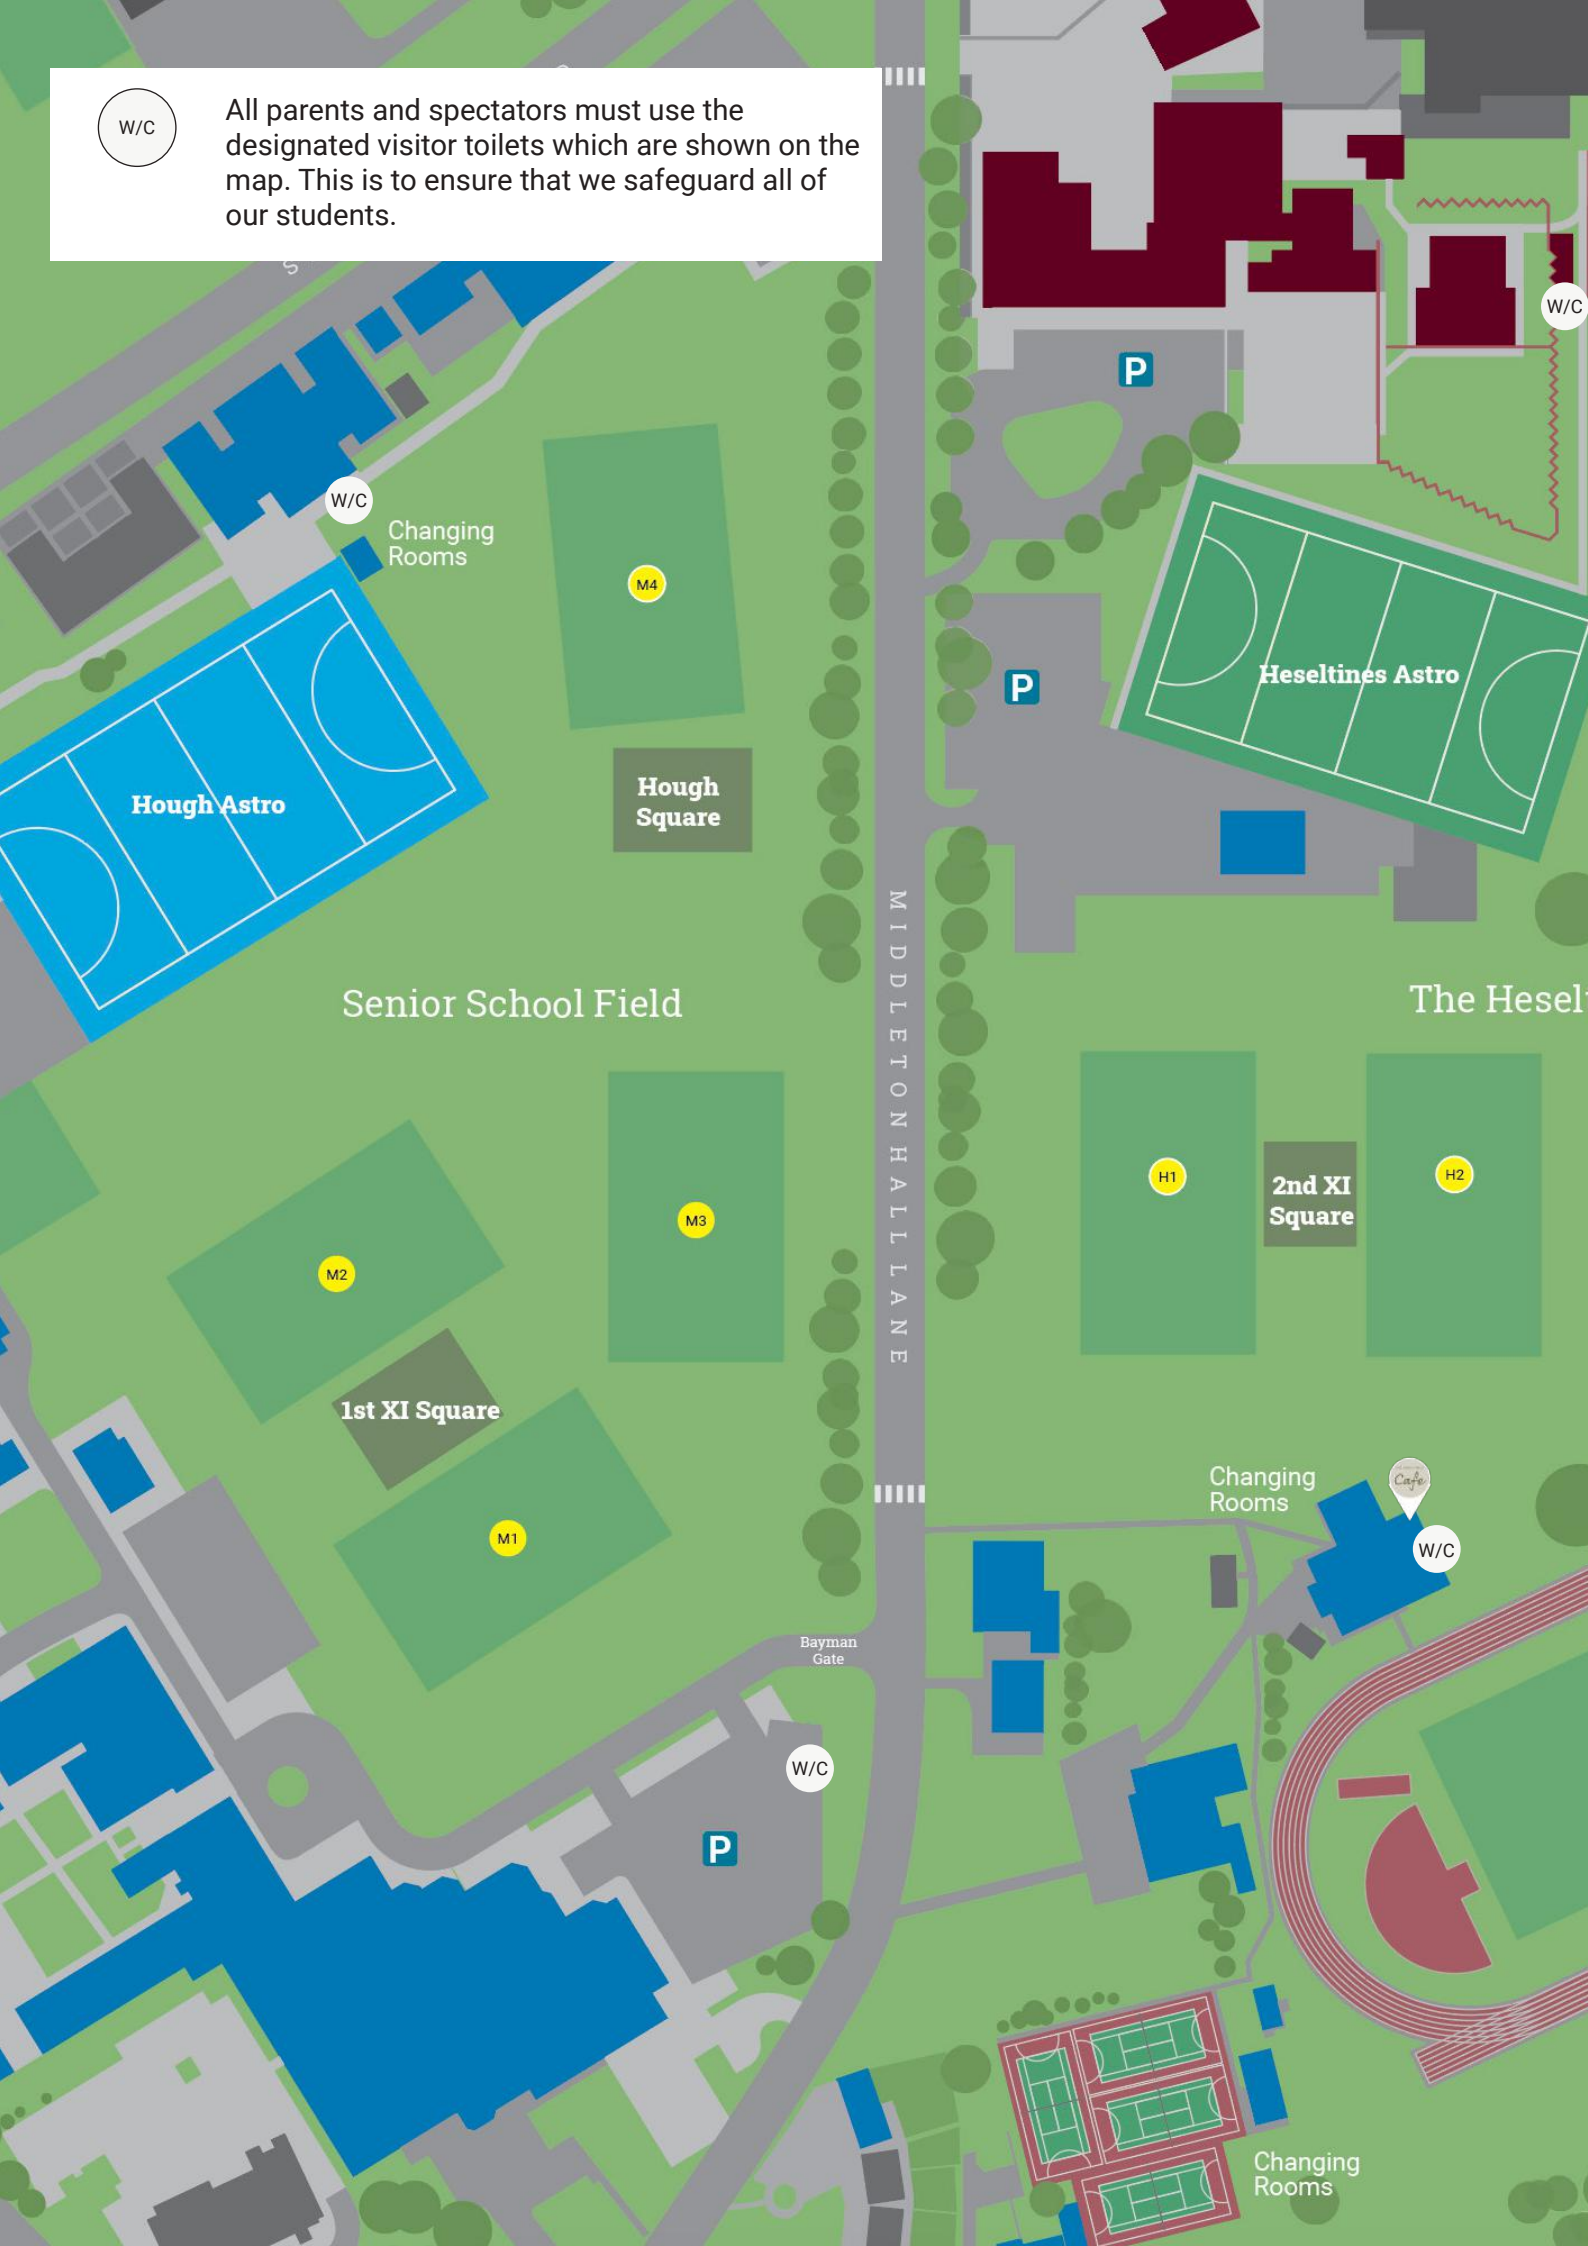 W/C
All parents and spectators must use the
designated visitor toilets which are shown on the
map. This is to ensure that we safeguard all of
our students.
S
P
W/C
W/C
Changing
Rooms
M4
Heseltines Astro
P
Hough
Square
Hough Astro
MIDDLETON HALL LANE
Senior School Field
The Hesel
H1
2nd XI
Square
H2
M3
M2
1st XI Square
Changing
Rooms
Cafe
W/C
M1
Bayman
Gate
W/C
P
Changing
Rooms